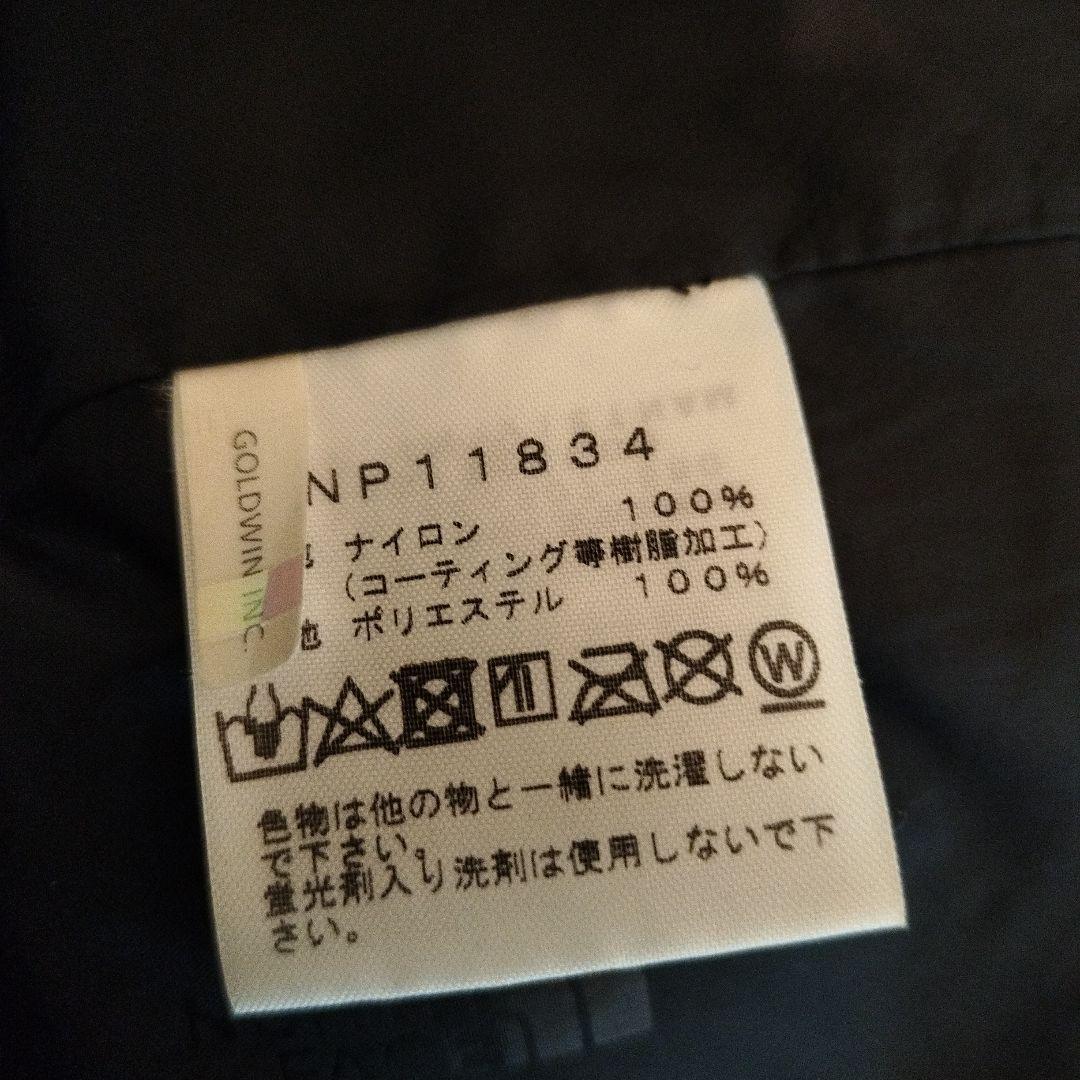 GOLDWIN INC.
NP11834
地 ナイロン 100%
(コーティング等樹脂加工)
地 ポリエステル 100%
W
色物は他の物と一緒に洗濯しない
で下さい。
蛍光剤入り洗剤は使用しないで下
さい。